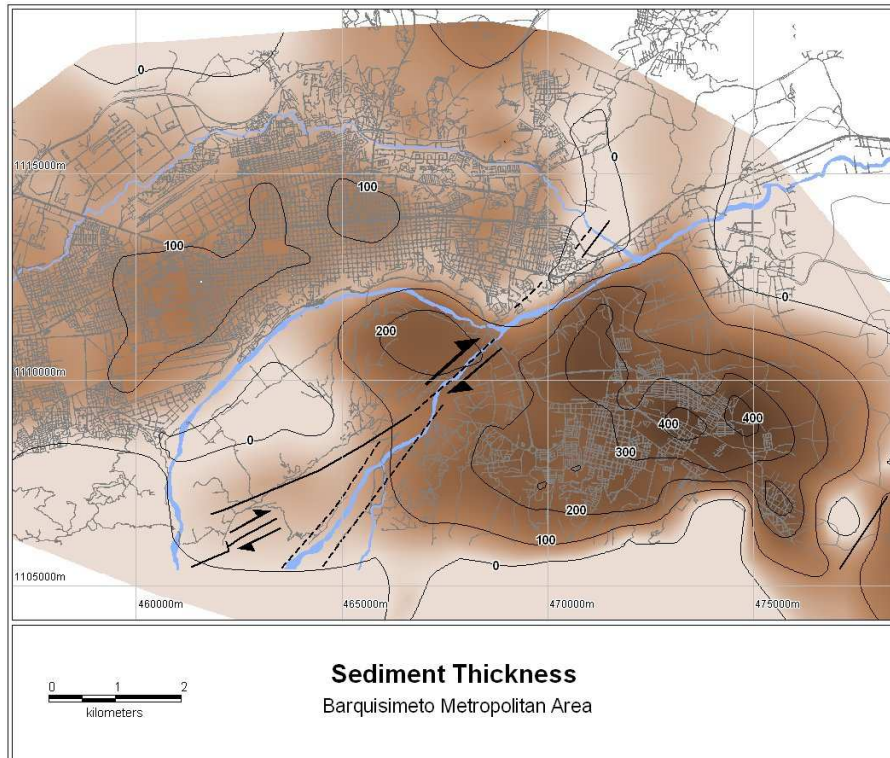 0
0
1115000m
100
100
0
200
1110000m
400
400
0
300
200
100
0
1105000m
460000m
465000m
470000m
475000m
Sediment Thickness
0 1 2
kilometers
Barquisimeto Metropolitan Area